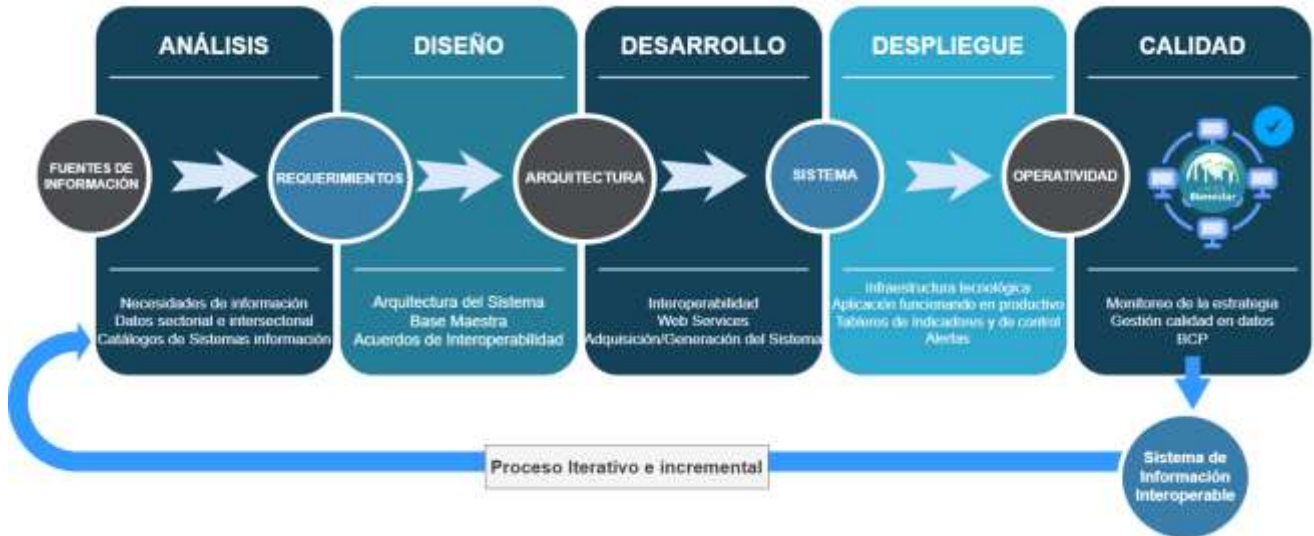 ANÁLISIS
DISEÑO
DESARROLLO
DESPLIEGUE
CALIDAD
FUENTES DE
INFORMACIÓN
REQUERIMIENTOS
ARQUITECTURA
SISTEMA
OPERATIVIDAD
Bienestar
Necesidades de información
Datos sectorial e intersectorial
Catálogos de Sistemas información
Arquitectura del Sistema
Base Maestra
Acuerdos de Interoperabilidad
Interoperabilidad
Web Services
Adquisición/Generación del Sistema
Infraestructura tecnológica
Aplicación funcionando en productivo
Tableros de indicadores y de control
Alertas
Monitoreo de la estrategia
Gestión calidad en datos
BCP
Proceso Iterativo e incremental
Sistema de
Información
Interoperable